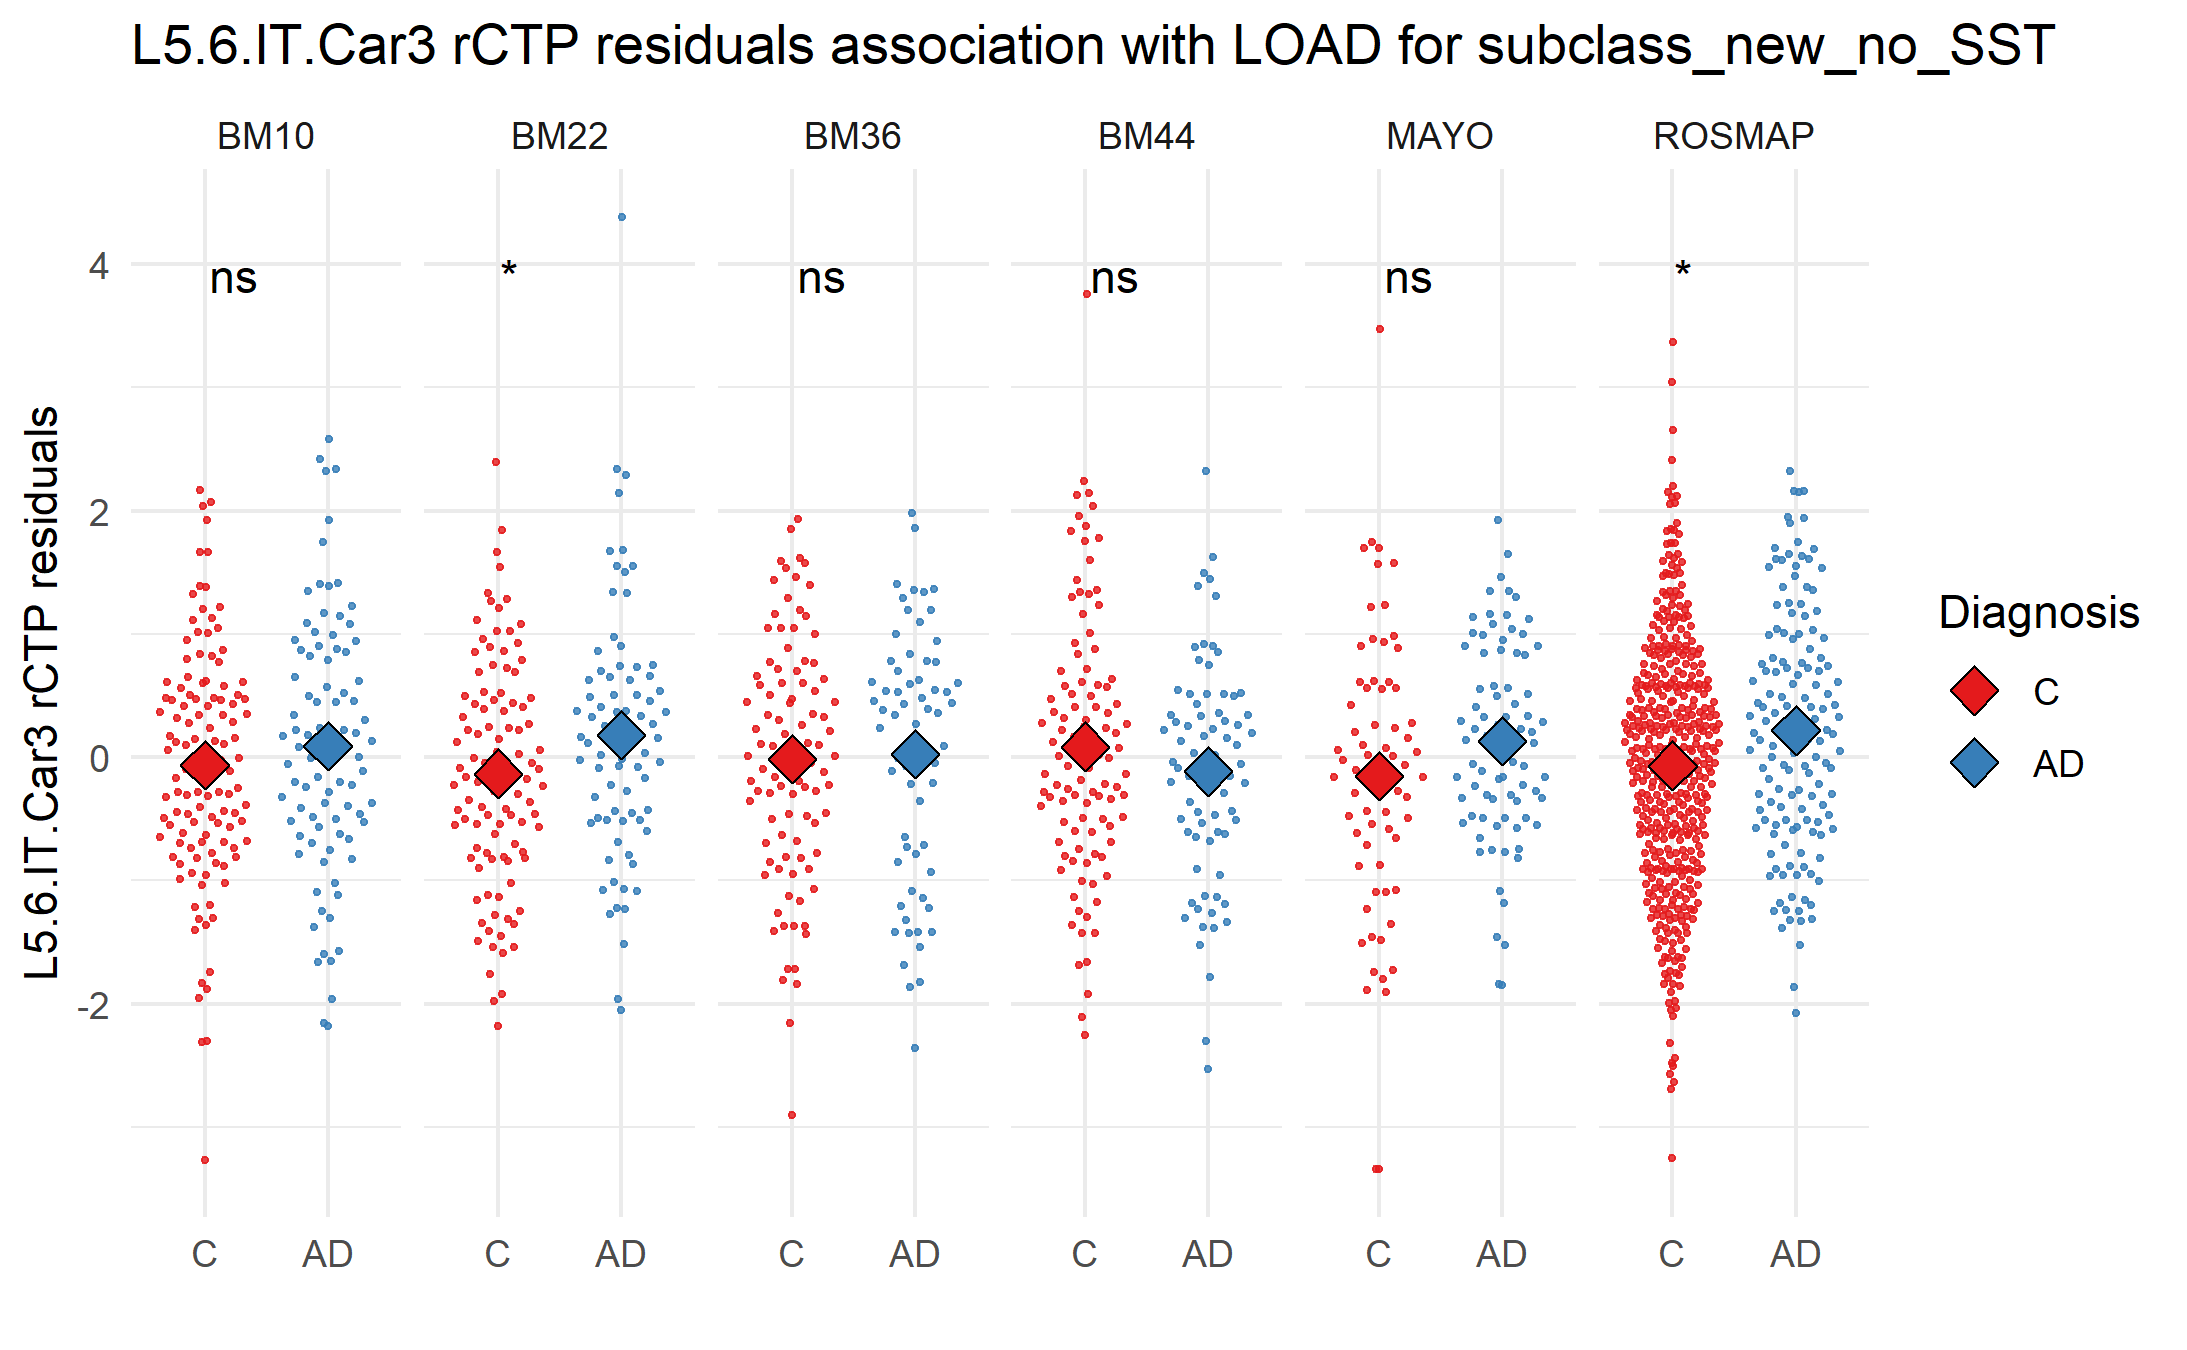 L5.6.IT.Car3 rCTP residuals association with LOAD for subclass_new_no_SST
BM10 BM22 BM36 BM44 MAYO ROSMAP
ns * ns ns ns *
L5.6.IT.Car3 rCTP residuals
4
2
0
-2
C AD C AD C AD C AD C AD C AD
Diagnosis
C
AD